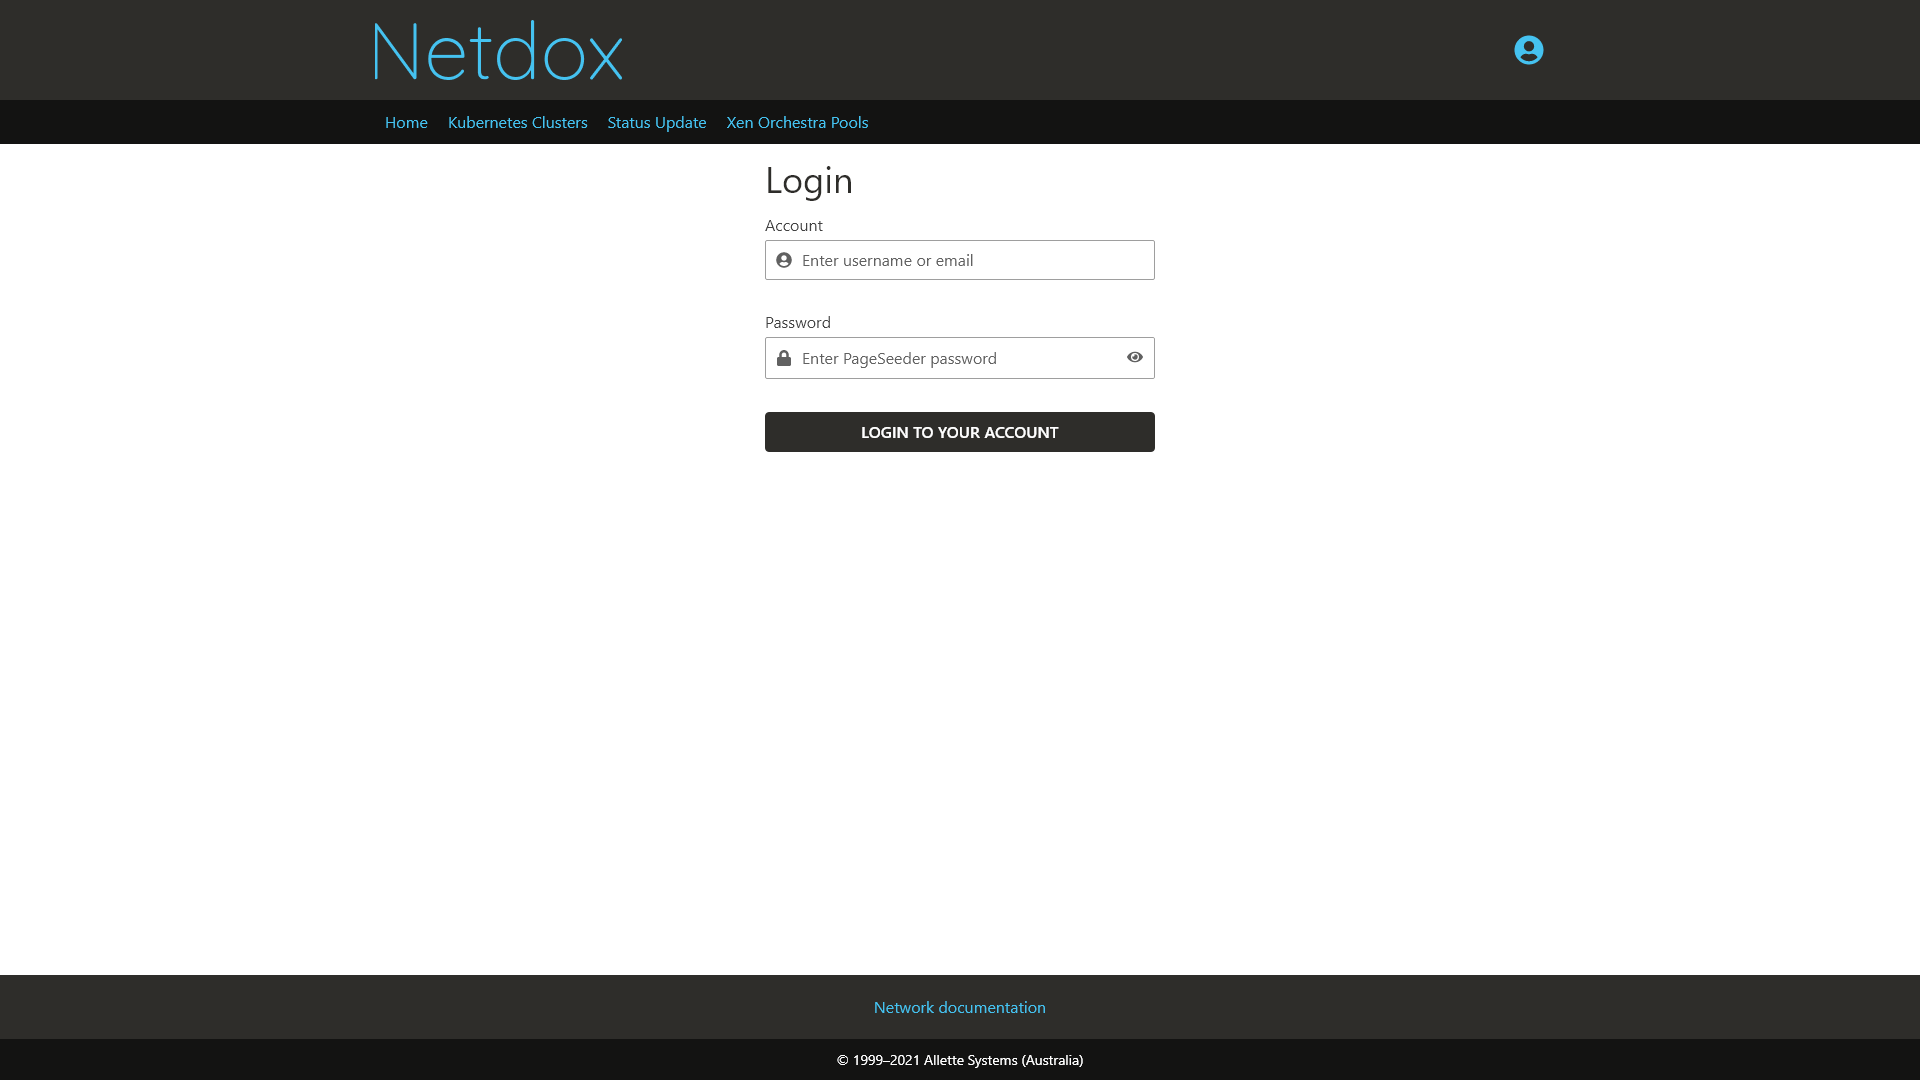 Netdox
Home Kubernetes Clusters Status Update Xen Orchestra Pools
Login
Account
Enter username or email
Password
Enter PageSeeder password
LOGIN TO YOUR ACCOUNT
Network documentation
© 1999–2021 Allette Systems (Australia)